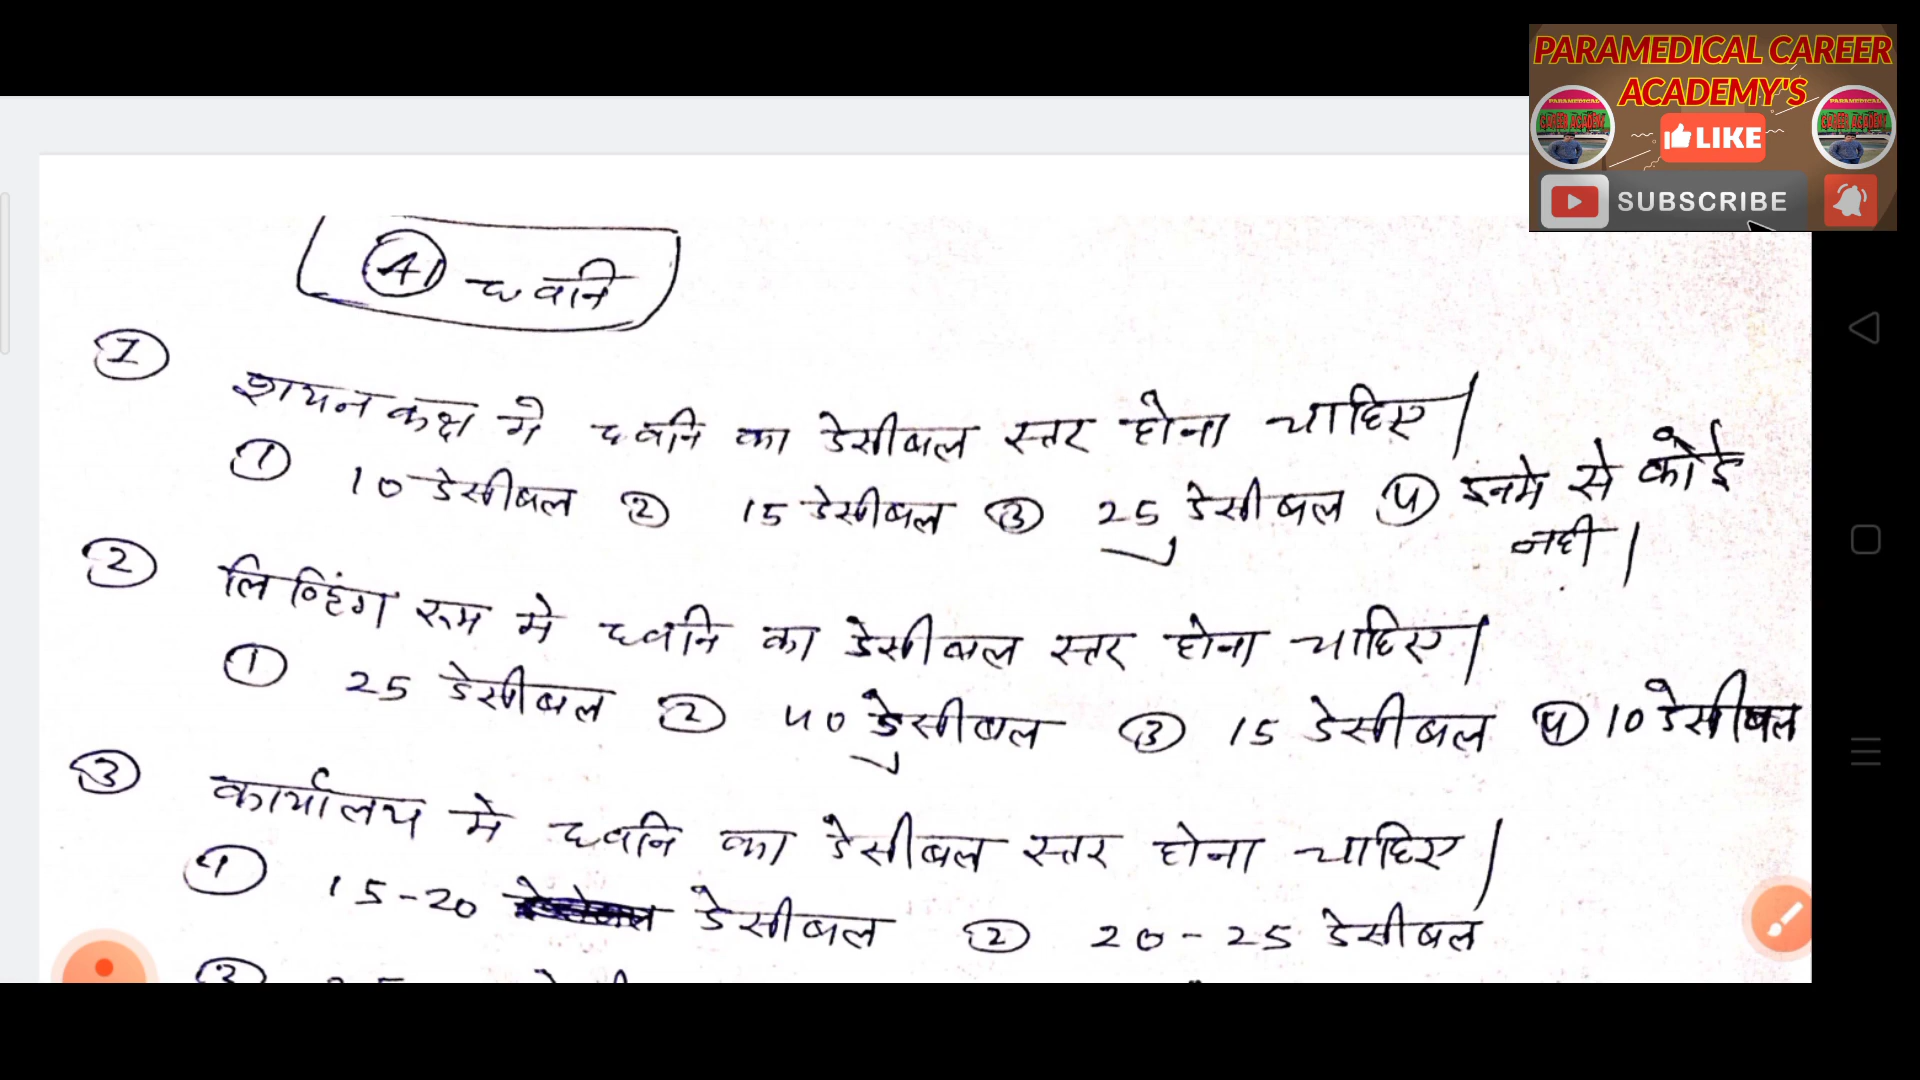 PARAMEDICAL CAREER
ACADEMY'S
LIKE
SUBSCRIBE
A) ध्वनि
1 शयन कक्ष मे ध्वनि का डेसीबल स्तर होना चाहिए।
1 10 डेसीबल 2 15 डेसीबल 3 25 डेसीबल 4 इनमे से कोई
नही।
2 लिव्हिंग रूम मे ध्वनि का डेसीबल स्तर होना चाहिए।
1 25 डेसीबल 2 40 डेसीबल 3 15 डेसीबल 4 10 डेसीबल
3 कार्यालय मे ध्वनि का डेसीबल स्तर होना चाहिए।
1 15-20 डेसीबल 2 20-25 डेसीबल